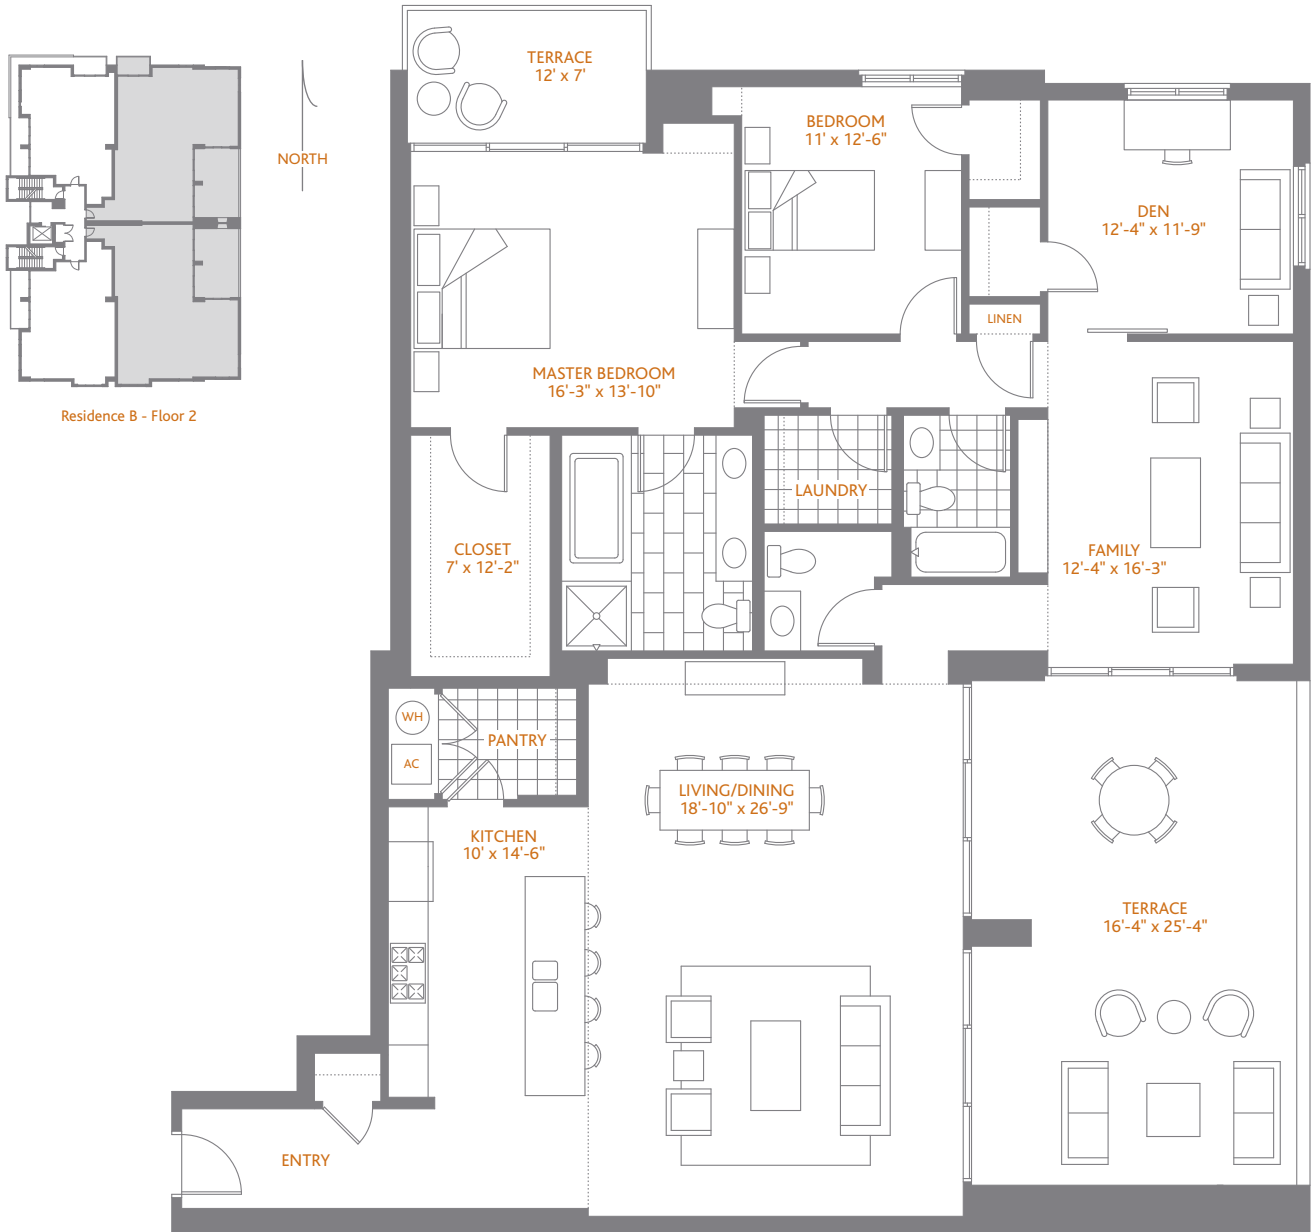 TERRACE
12' x 7'
BEDROOM
11' x 12'-6"
NORTH
DEN
12'-4" x 11'-9"
LINEN
MASTER BEDROOM
16'-3" x 13'-10"
Residence B - Floor 2
LAUNDRY
CLOSET
7' x 12'-2"
FAMILY
12'-4" x 16'-3"
WH
PANTRY
AC
LIVING/DINING
18'-10" x 26'-9"
KITCHEN
10' x 14'-6"
TERRACE
16'-4" x 25'-4"
ENTRY